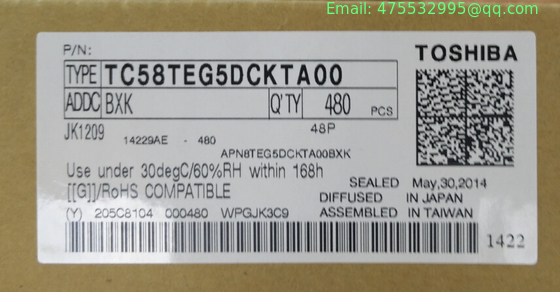 Email: 475532995@qq.com
P/N:
TOSHIBA
TYPE TC58TEG5DCKTA00
ADDC BXK Q'TY 480 PCS
JK1209 48P
14229AE - 480
APN8TEG5DCKTA00BXK
Use under 30degC/60%RH within 168h
SEALED May,30,2014
[[G]]/RoHS COMPATIBLE
DIFFUSED IN JAPAN
(Y) 205C8104 000480 WPGJK3C9
ASSEMBLED IN TAIWAN
1422